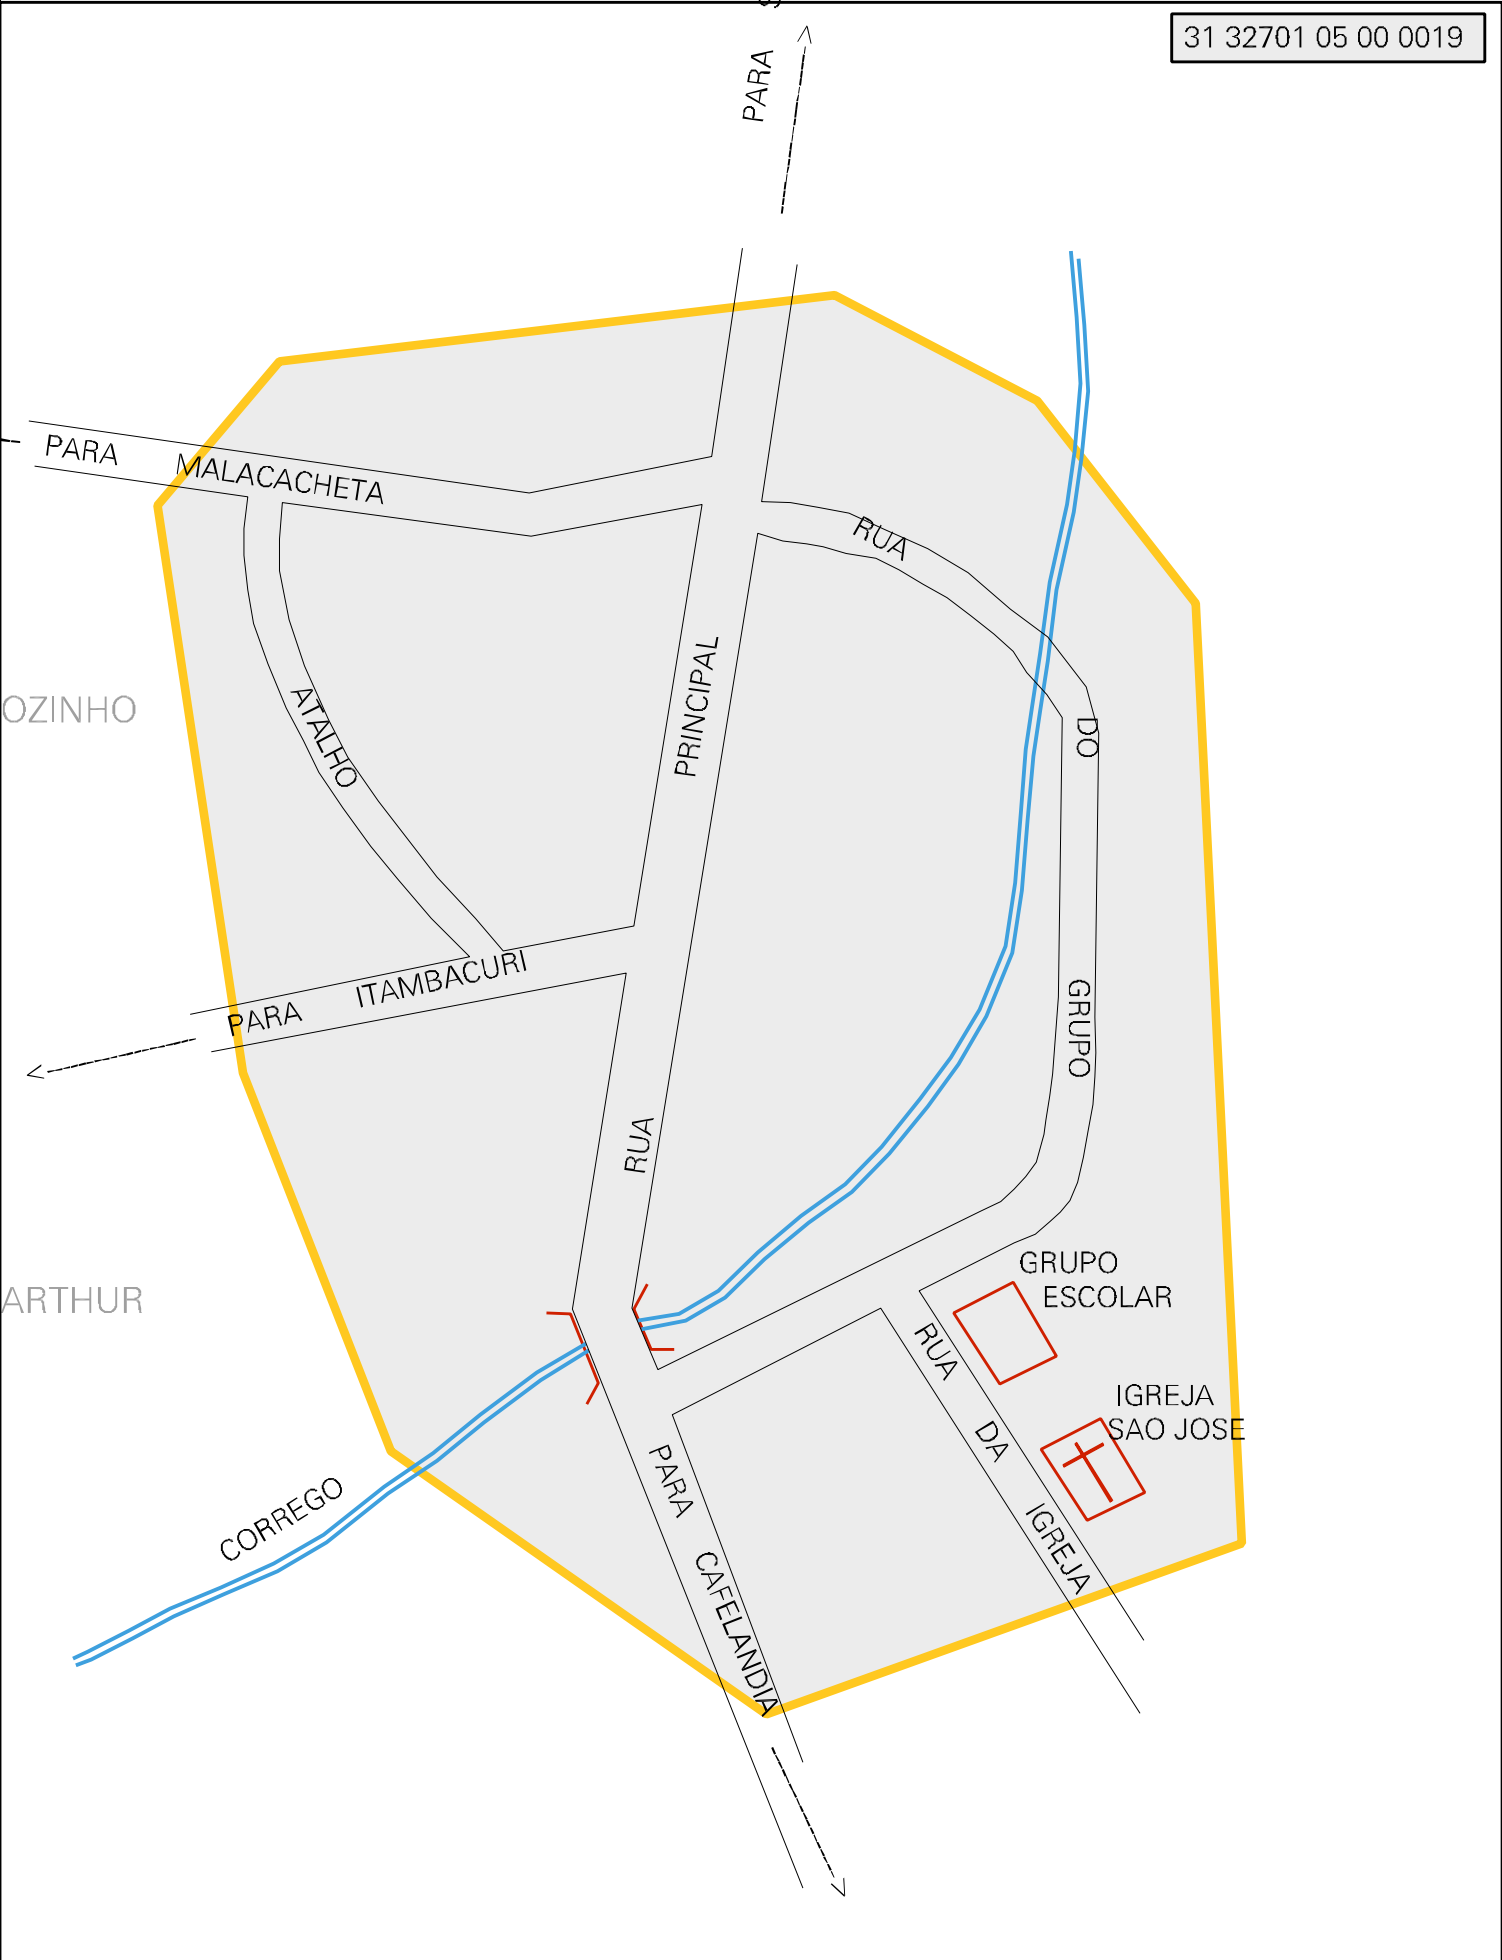 31 32701 05 00 0019
PARA
PARA MALACACHETA
RUA DO GRUPO
ATALHO
RUA PRINCIPAL
OZINHO
PARA ITAMBACURI
ARTHUR
GRUPO
ESCOLAR
RUA DA IGREJA
IGREJA
SAO JOSE
CORREGO
PARA CAFELANDIA